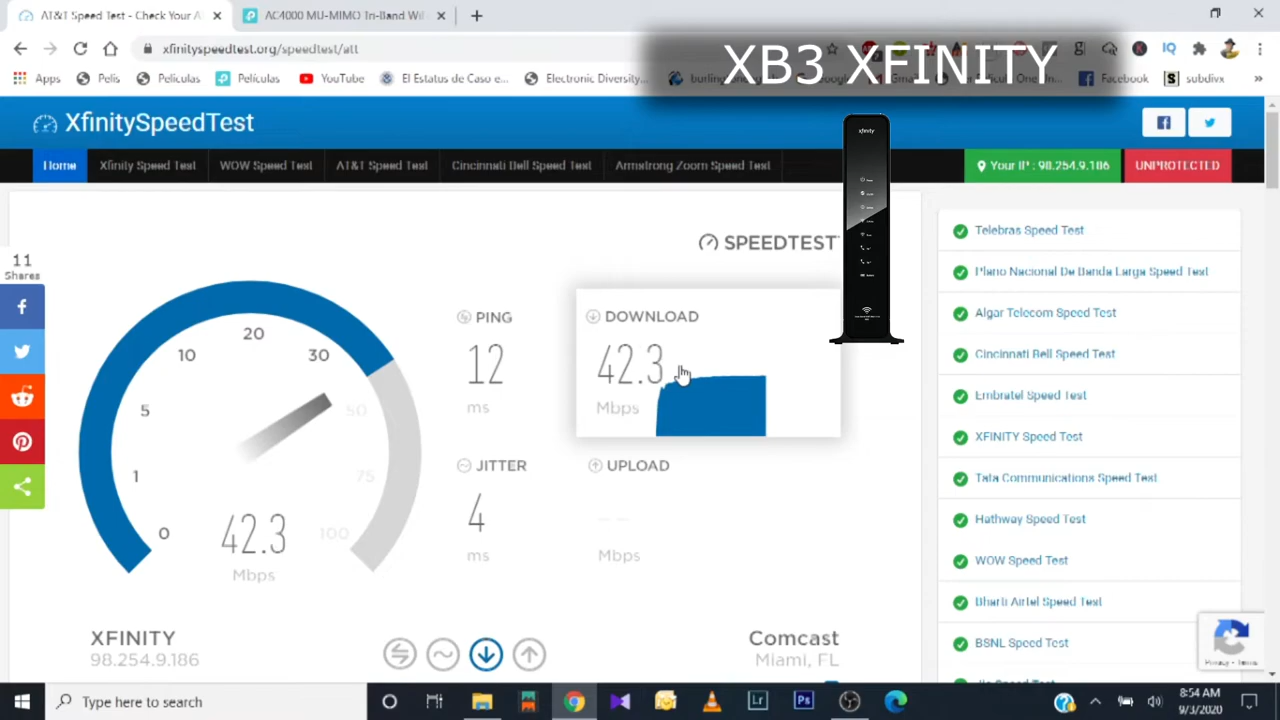 AT&T Speed Test - Check Your A
AC4000 MU-MIMO Tri-Band Wi
xfinityspeedtest.org/speedtest/att
XB3 XFINITY
Apps
Pelis
Peliculas
Películas
YouTube
El Estatus de Caso e...
Electronic Diversity...
Facebook
subdivx
XfinitySpeedTest
Home
Xfinity Speed Test
WOW Speed Test
AT&T Speed Test
Cincinnati Bell Speed Test
Armstrong Zoom Speed Test
Your IP : 98.254.9.186
UNPROTECTED
xfinity
11
Shares
SPEEDTEST
0
1
5
10
20
30
50
75
100
42.3
Mbps
PING
12
ms
DOWNLOAD
42.3
Mbps
JITTER
4
ms
UPLOAD
Mbps
XFINITY
98.254.9.186
Comcast
Miami, FL
Telebras Speed Test
Plano Nacional De Banda Larga Speed Test
Algar Telecom Speed Test
Cincinnati Bell Speed Test
Embratel Speed Test
XFINITY Speed Test
Tata Communications Speed Test
Hathway Speed Test
WOW Speed Test
Bharti Airtel Speed Test
BSNL Speed Test
Privacy - Terms
Type here to search
Lr
Ps
8:54 AM
9/3/2020